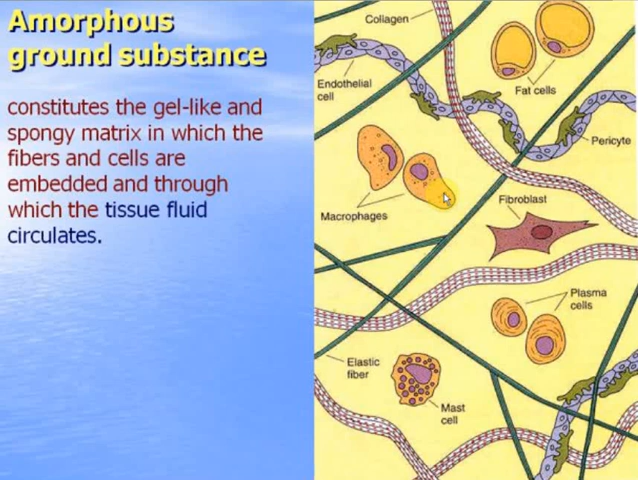 Amorphous
ground substance
constitutes the gel-like and
spongy matrix in which the
fibers and cells are
embedded and through
which the tissue fluid
circulates.
Collagen
Endothelial
cell
Fat cells
Pericyte
Macrophages
Fibroblast
Plasma
cells
Elastic
fiber
Mast
cell